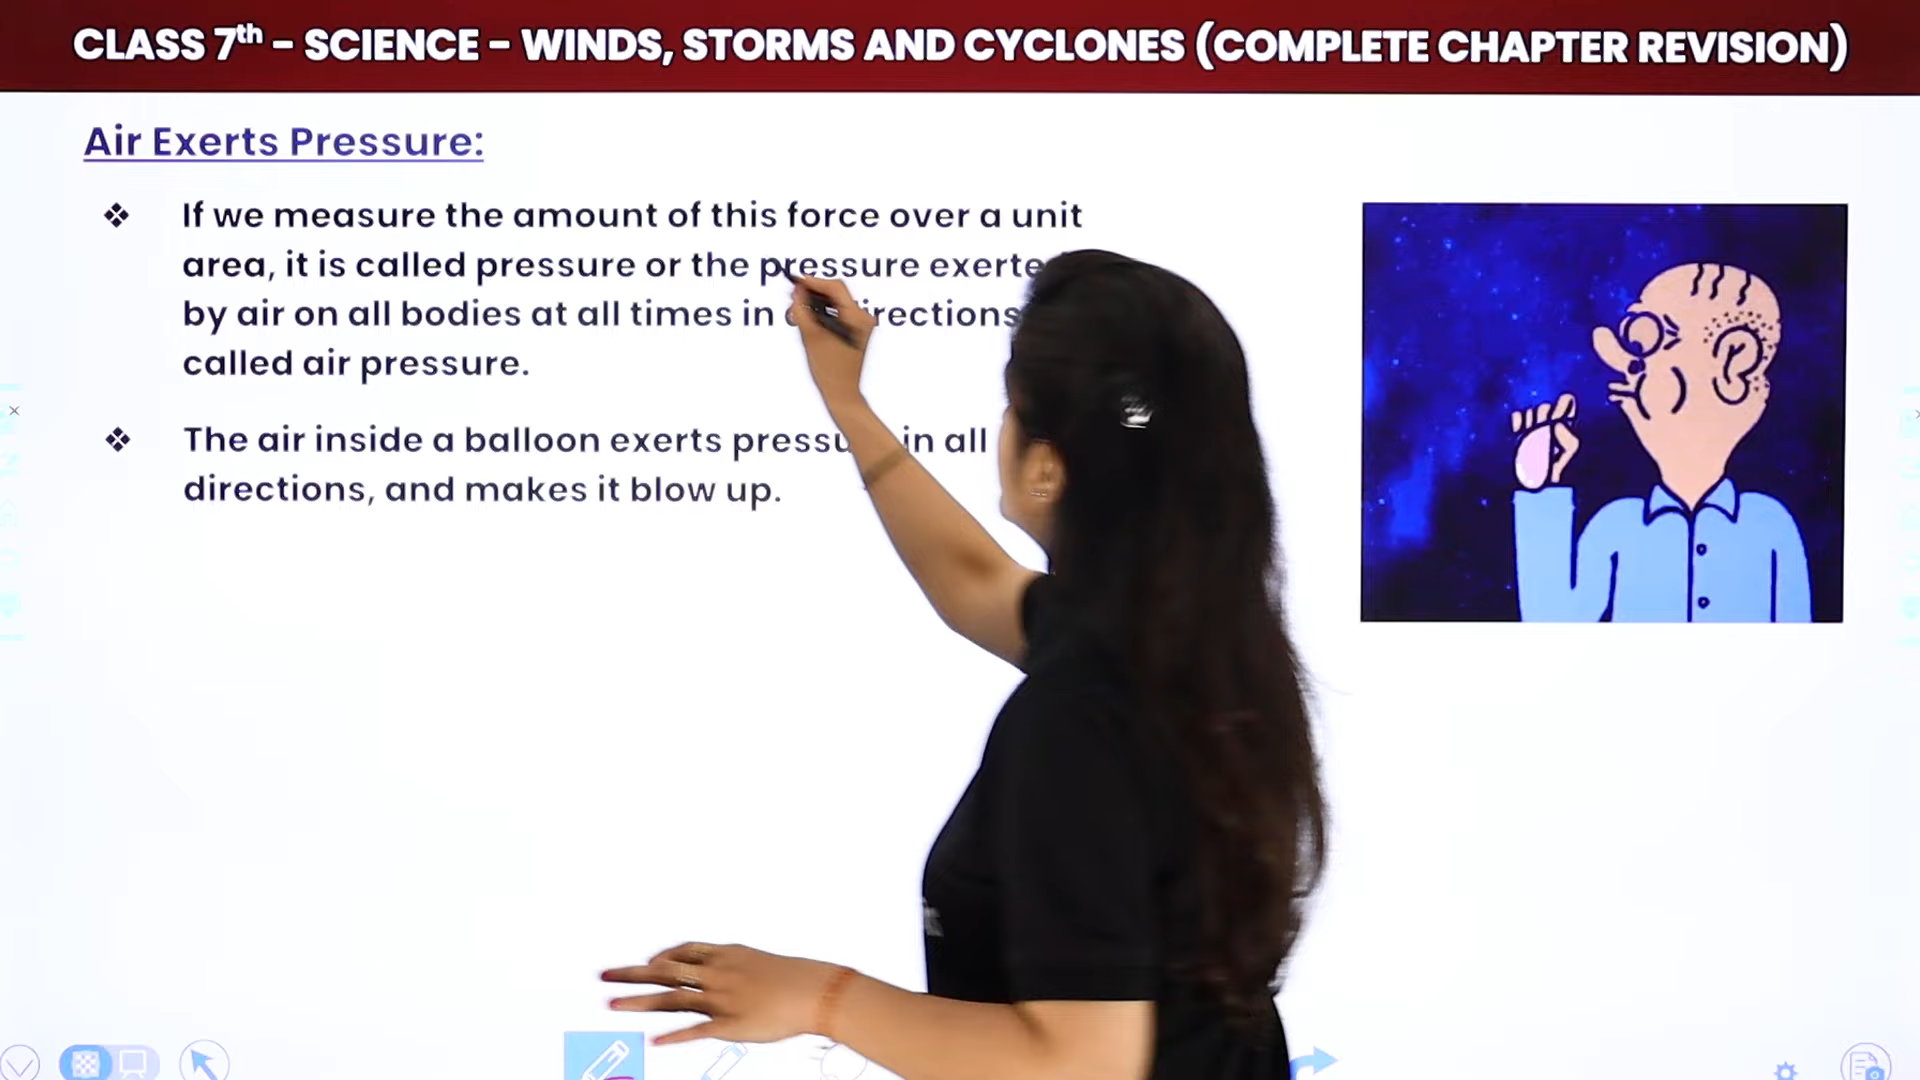 CLASS 7th - SCIENCE - WINDS, STORMS AND CYCLONES (COMPLETE CHAPTER REVISION)
Air Exerts Pressure:
❖ If we measure the amount of this force over a unit
area, it is called pressure or the pressure exerte
by air on all bodies at all times in irections
called air pressure.
❖ The air inside a balloon exerts pressu in all
directions, and makes it blow up.